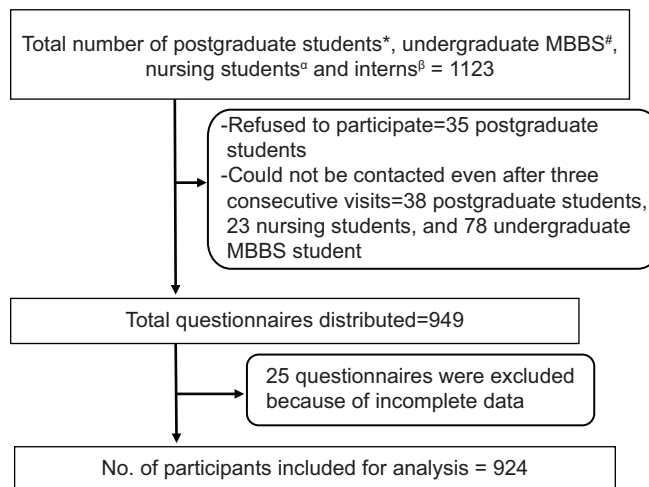 Total number of postgraduate students*, undergraduate MBBS#,
nursing studentsα and internsβ = 1123
-Refused to participate=35 postgraduate
students
-Could not be contacted even after three
consecutive visits=38 postgraduate students,
23 nursing students, and 78 undergraduate
MBBS student
Total questionnaires distributed=949
25 questionnaires were excluded
because of incomplete data
No. of participants included for analysis = 924